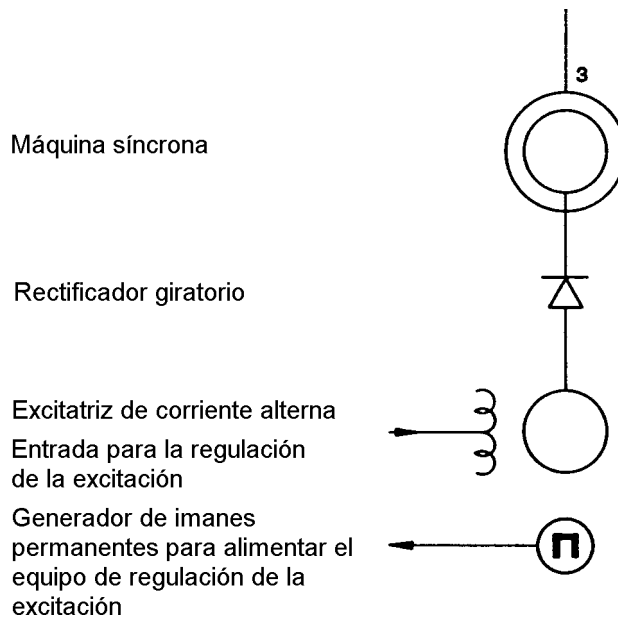 3
Máquina síncrona
Rectificador giratorio
Excitatriz de corriente alterna
Entrada para la regulación
de la excitación
Generador de imanes
permanentes para alimentar el
equipo de regulación de la
excitación